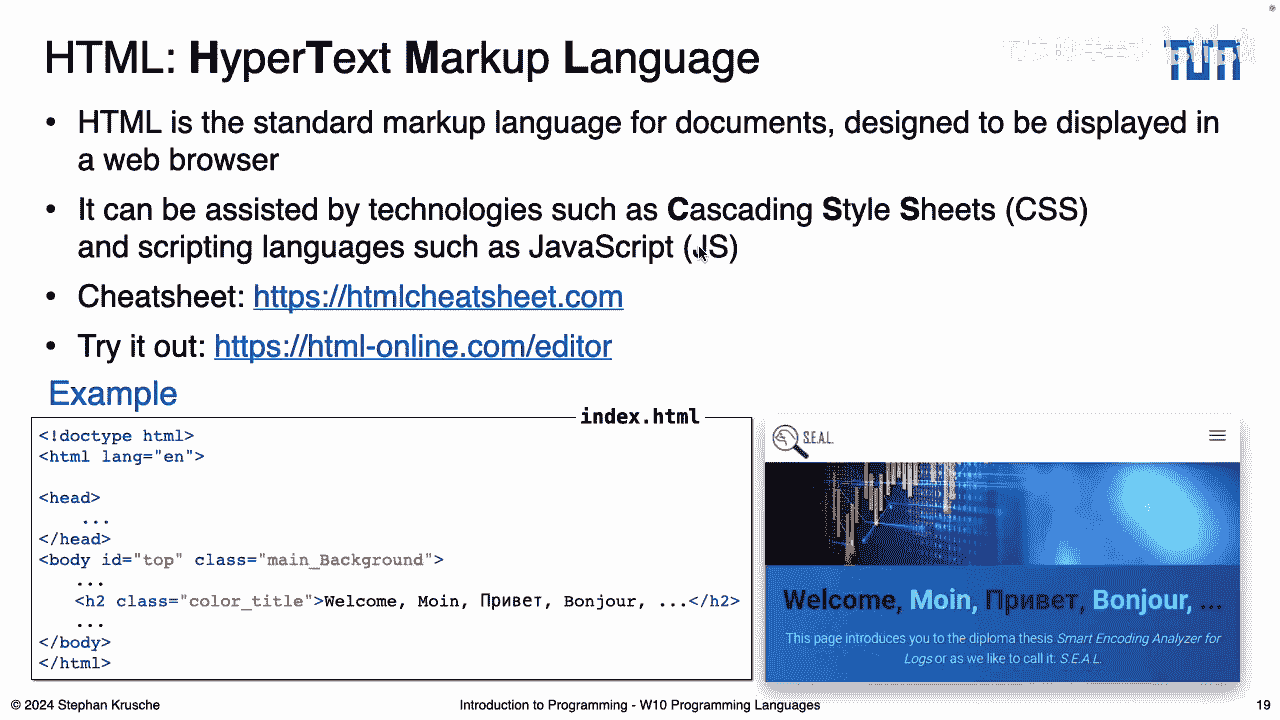 HTML: HyperText Markup Language
• HTML is the standard markup language for documents, designed to be displayed in
a web browser
• It can be assisted by technologies such as Cascading Style Sheets (CSS)
and scripting languages such as JavaScript (JS)
• Cheatsheet: https://htmlcheatsheet.com
• Try it out: https://html-online.com/editor
Example
index.html
<!doctype html>
<html lang="en">
<head>
...
</head>
<body id="top" class="main_Background">
...
<h2 class="color_title">Welcome, Moin, Привет, Bonjour, ...</h2>
...
</body>
</html>
S.E.A.L.
Welcome, Moin, Привет, Bonjour, ...
This page introduces you to the diploma thesis Smart Encoding Analyzer for
Logs or as we like to call it. S.E.A.L.
© 2024 Stephan Krusche
Introduction to Programming - W10 Programming Languages
19